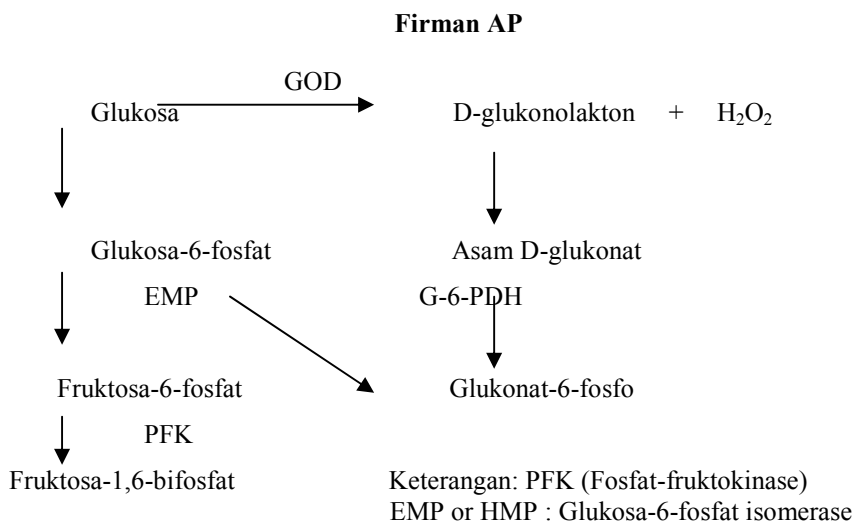 Firman AP
GOD
Glukosa D-glukonolakton + H₂O₂
Glukosa-6-fosfat Asam D-glukonat
EMP G-6-PDH
Fruktosa-6-fosfat Glukonat-6-fosfo
PFK
Fruktosa-1,6-bifosfat Keterangan: PFK (Fosfat-fruktokinase)
EMP or HMP : Glukosa-6-fosfat isomerase